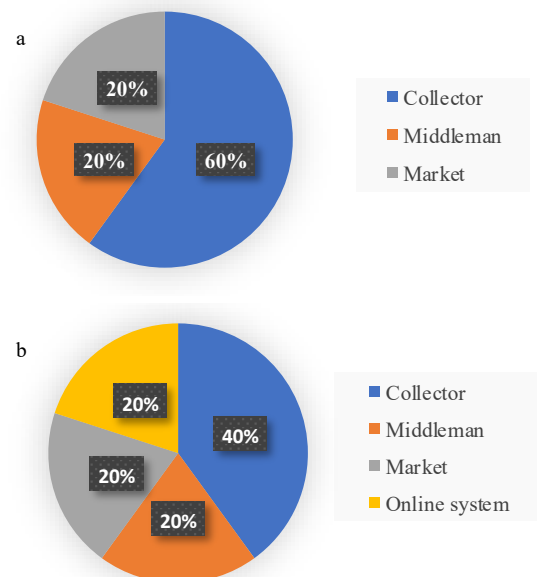 a
20%
20%
60%
Collector
Middleman
Market
b
20%
40%
20%
20%
Collector
Middleman
Market
Online system